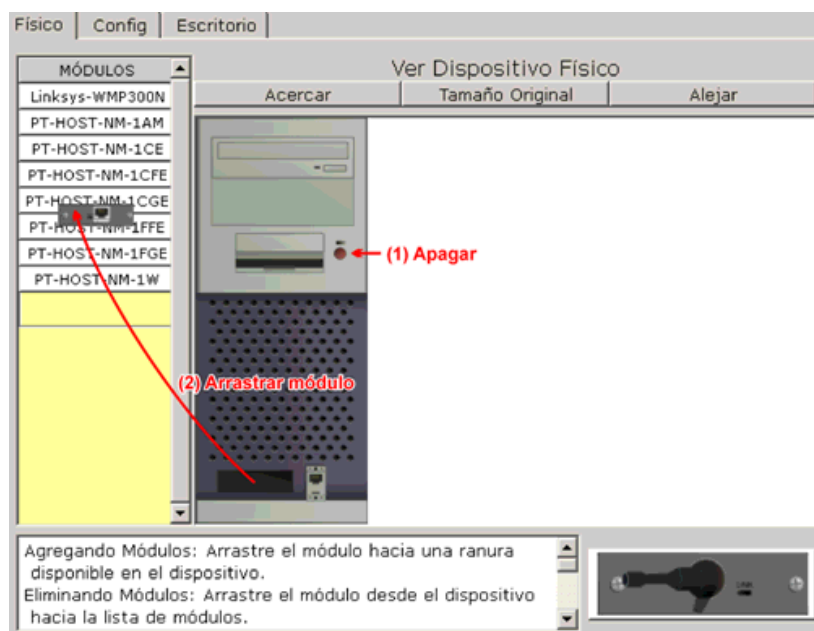 Físico Config Escritorio
MÓDULOS
Ver Dispositivo Físico
Linksys-WMP300N
Acercar Tamaño Original Alejar
PT-HOST-NM-1AM
PT-HOST-NM-1CE
PT-HOST-NM-1CFE
PT-HOST-NM-1CGE
PT-HOST-NM-1FFE
PT-HOST-NM-1FGE
PT-HOST-NM-1W
(1) Apagar
(2) Arrastrar módulo
Agregando Módulos: Arrastre el módulo hacia una ranura
disponible en el dispositivo.
Eliminando Módulos: Arrastre el módulo desde el dispositivo
hacia la lista de módulos.